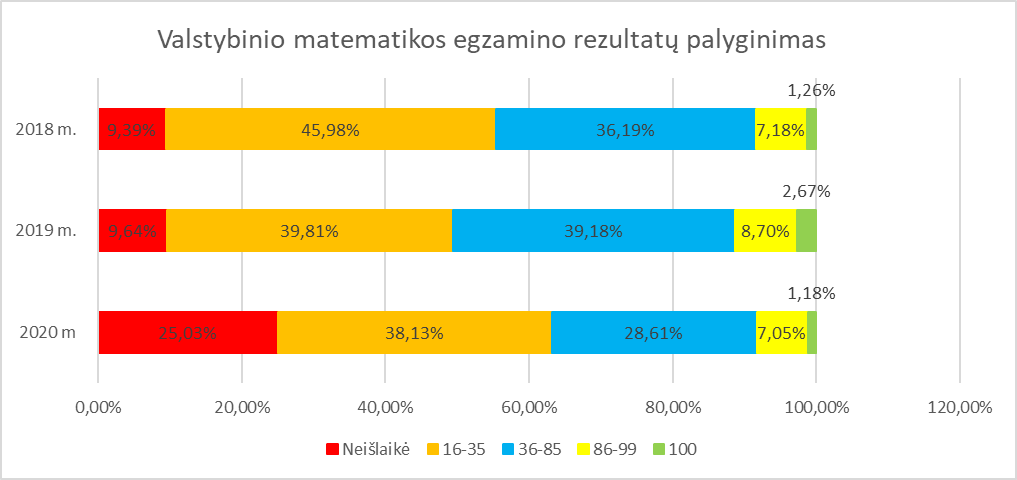 Valstybinio matematikos egzamino rezultatų palyginimas
1,26%
2018 m.
9,39% 45,98% 36,19% 7,18%
2,67%
2019 m.
9,64% 39,81% 39,18% 8,70%
1,18%
2020 m
25,03% 38,13% 28,61% 7,05%
0,00% 20,00% 40,00% 60,00% 80,00% 100,00% 120,00%
Neišlaikė 16-35 36-85 86-99 100